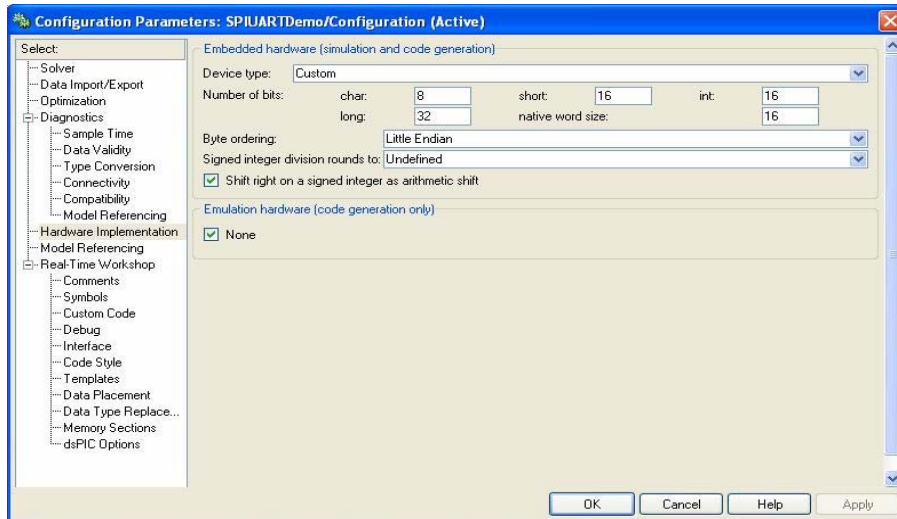 Configuration Parameters: SPIUARTDemo/Configuration (Active)
Select:
Solver
Data Import/Export
Optimization
Diagnostics
Sample Time
Data Validity
Type Conversion
Connectivity
Compatibility
Model Referencing
Hardware Implementation
Model Referencing
Real-Time Workshop
Comments
Symbols
Custom Code
Debug
Interface
Code Style
Templates
Data Placement
Data Type Replace...
Memory Sections
dsPIC Options
Embedded hardware (simulation and code generation)
Device type: Custom
Number of bits: char: 8 short: 16 int: 16
long: 32 native word size: 16
Byte ordering: Little Endian
Signed integer division rounds to: Undefined
Shift right on a signed integer as arithmetic shift
Emulation hardware (code generation only)
None
OK Cancel Help Apply